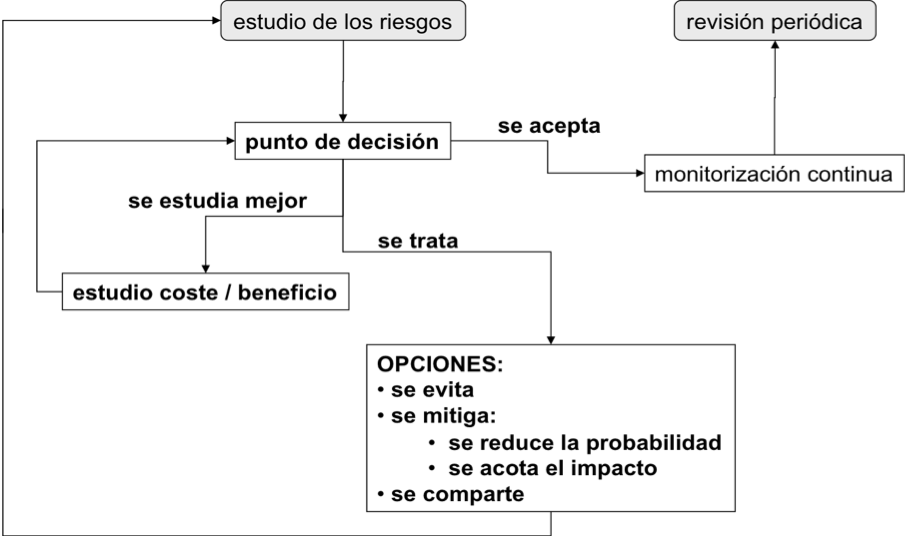 estudio de los riesgos
revisión periódica
punto de decisión
se acepta
monitorización continua
se estudia mejor
se trata
estudio coste / beneficio
OPCIONES:
• se evita
• se mitiga:
• se reduce la probabilidad
• se acota el impacto
• se comparte